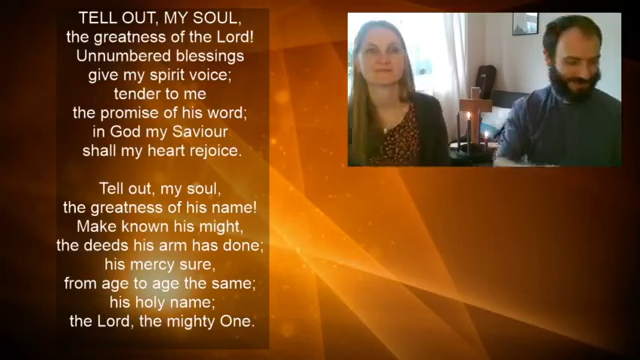 TELL OUT, MY SOUL,
the greatness of the Lord!
Unnumbered blessings
give my spirit voice;
tender to me
the promise of his word;
in God my Saviour
shall my heart rejoice.
Tell out, my soul,
the greatness of his name!
Make known his might,
the deeds his arm has done;
his mercy sure,
from age to age the same;
his holy name;
the Lord, the mighty One.